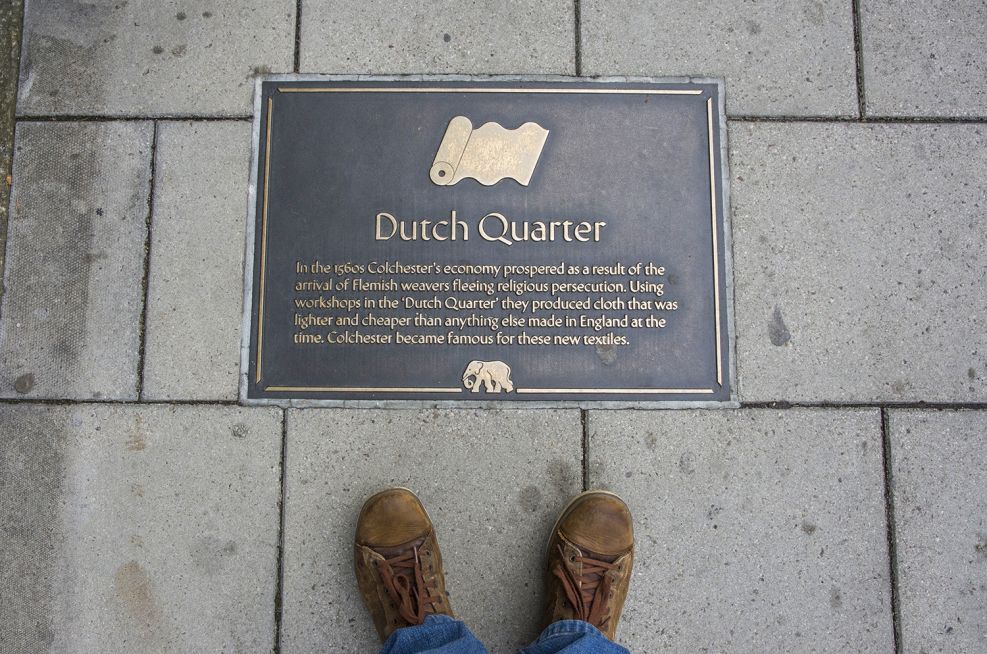 Dutch Quarter
In the 1560s Colchester's economy prospered as a result of the
arrival of Flemish weavers fleeing religious persecution. Using
workshops in the 'Dutch Quarter' they produced cloth that was
lighter and cheaper than anything else made in England at the
time. Colchester became famous for these new textiles.